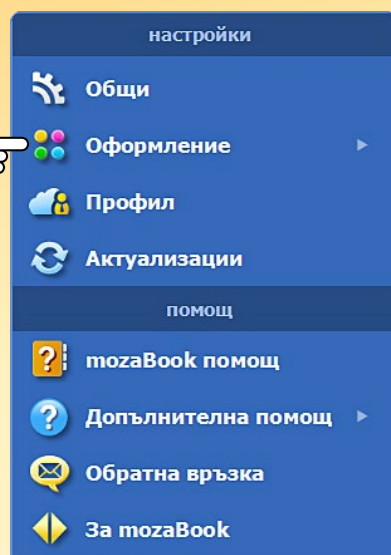 настройки
Общи
Оформление
Профил
Актуализации
помощ
mozaBook помощ
Допълнителна помощ
Обратна връзка
За mozaBook